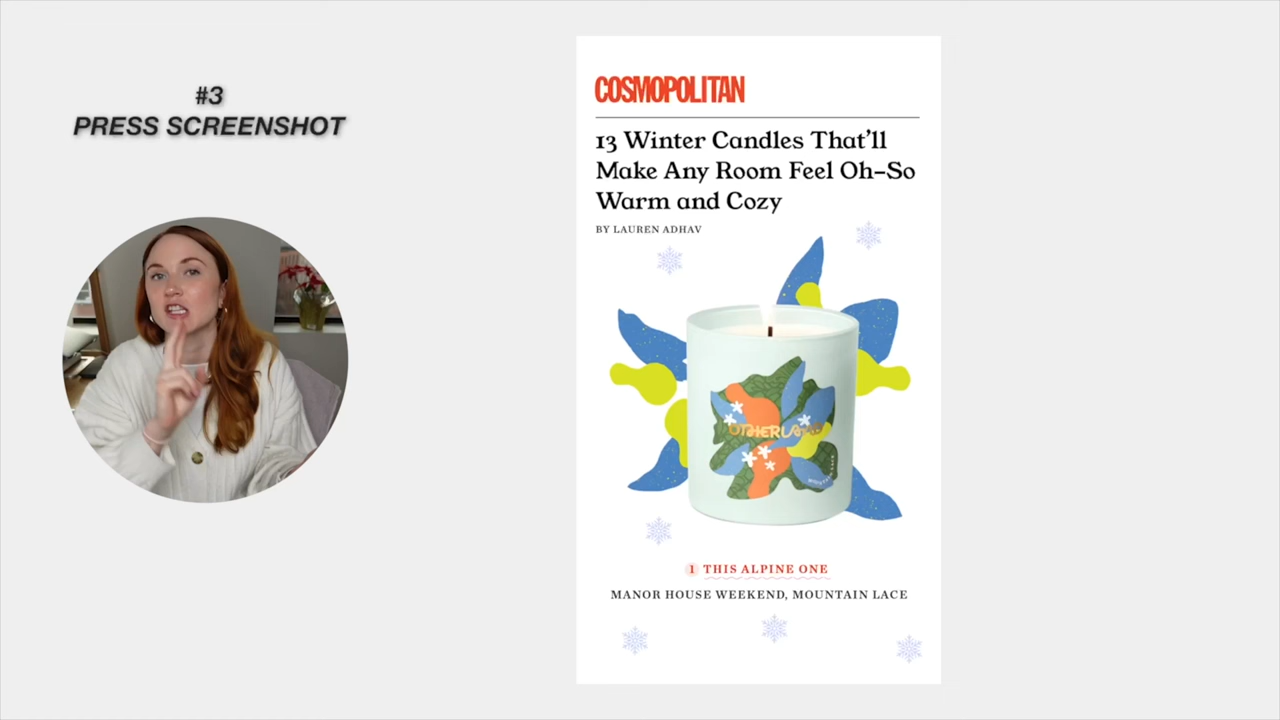 #3
PRESS SCREENSHOT
COSMOPOLITAN
13 Winter Candles That'll
Make Any Room Feel Oh-So
Warm and Cozy
BY LAUREN ADHAV
OTHERLAND
1 THIS ALPINE ONE
MANOR HOUSE WEEKEND, MOUNTAIN LACE